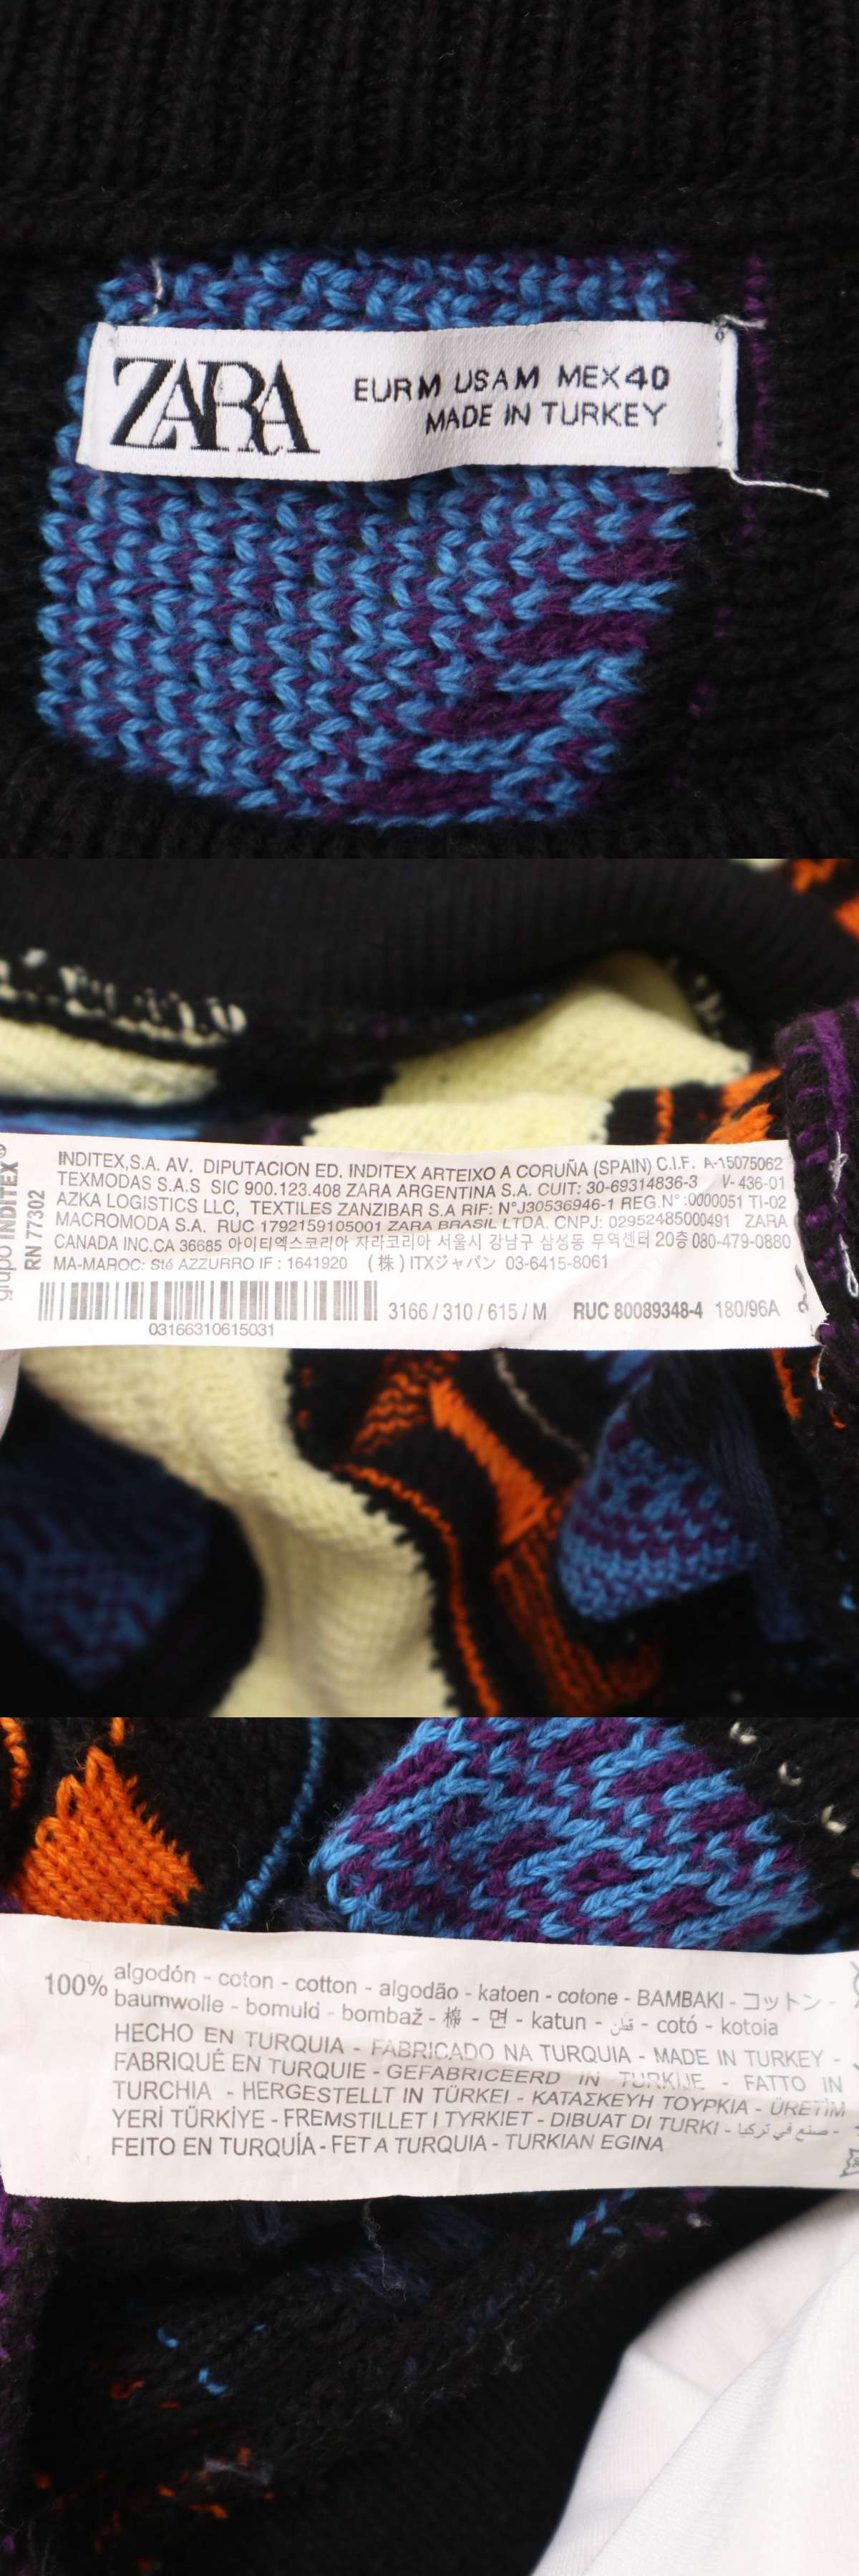 ZARA
EUR M USA M MEX 40
MADE IN TURKEY
grupo INDITEX®
RN 77302
INDITEX,S.A. AV. DIPUTACION ED. INDITEX ARTEIXO A CORUÑA (SPAIN) C.I.F. A-15075062
TEXMODAS S.A.S SIC 900.123.408 ZARA ARGENTINA S.A. CUIT: 30-69314836-3 V-436-01
AZKA LOGISTICS LLC, TEXTILES ZANZIBAR S.A RIF: N°J30536946-1 REG.N°:0000051 TI-02
MACROMODA S.A. RUC 1792159105001 ZARA BRASIL LTDA. CNPJ: 02952485000491 ZARA
CANADA INC.CA 36685 아이티엑스코리아 자라코리아 서울시 강남구 삼성동 무역센터 20층 080-479-0880
MA-MAROC: Sté AZZURRO IF : 1641920 (株) ITXジャパン 03-6415-8061
3166 / 310 / 615 / M RUC 80089348-4 180/96A
03166310615031
100% algodón - coton - cotton - algodão - katoen - cotone - BAMBAKI - コットン -
baumwolle - bomuld - bombaž - 棉 - 면 - katun - قطن - cotó - kotoia
HECHO EN TURQUIA - FABRICADO NA TURQUIA - MADE IN TURKEY -
FABRIQUÉ EN TURQUIE - GEFABRICEERD IN TURKIJE - FATTO IN
TURCHIA - HERGESTELLT IN TÜRKEI - ΚΑΤΑΣΚΕΥΗ ΤΟΥΡΚΙΑ - ÜRETİM
YERİ TÜRKİYE - FREMSTILLET I TYRKIET - DIBUAT DI TURKI - صنع في تركيا -
FEITO EN TURQUÍA - FET A TURQUIA - TURKIAN EGINA